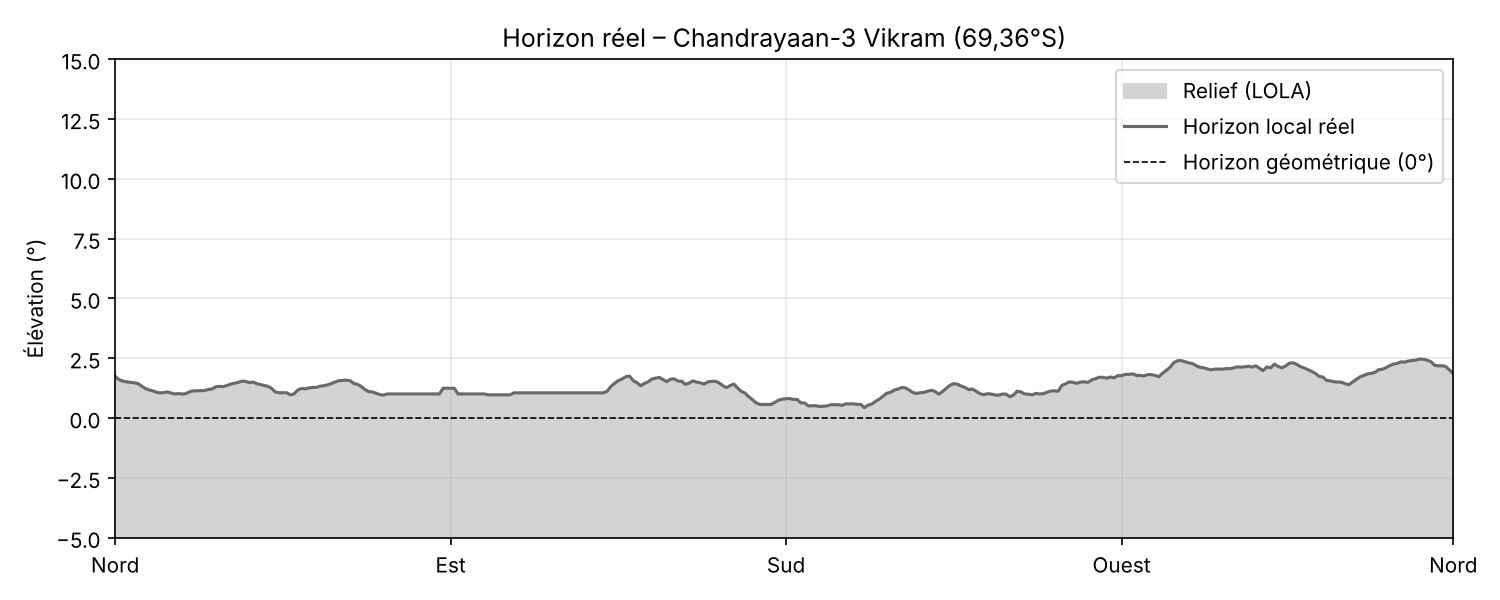 Horizon réel – Chandrayaan-3 Vikram (69,36°S)
15.0
12.5
10.0
7.5
5.0
2.5
0.0
−2.5
−5.0
Élévation (°)
Relief (LOLA)
Horizon local réel
Horizon géométrique (0°)
Nord
Est
Sud
Ouest
Nord